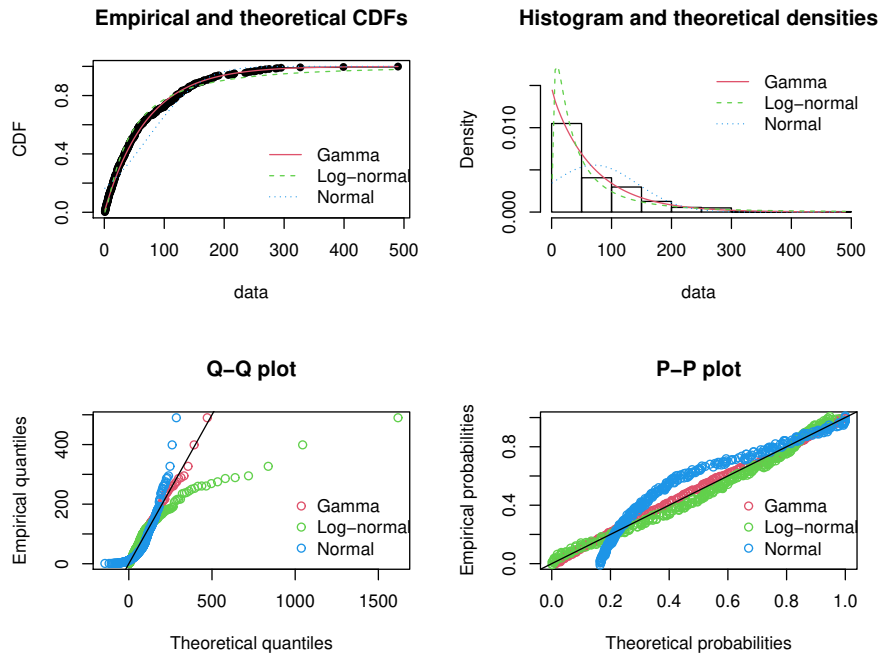 Empirical and theoretical CDFs
CDF
0.0 0.4 0.8
Gamma
Log−normal
Normal
0 100 200 300 400 500
data
Histogram and theoretical densities
Density
0.000 0.010
Gamma
Log−normal
Normal
0 100 200 300 400 500
data
Q−Q plot
Empirical quantiles
0 200 400
Gamma
Log−normal
Normal
0 500 1000 1500
Theoretical quantiles
P−P plot
Empirical probabilities
0.0 0.4 0.8
Gamma
Log−normal
Normal
0.0 0.2 0.4 0.6 0.8 1.0
Theoretical probabilities